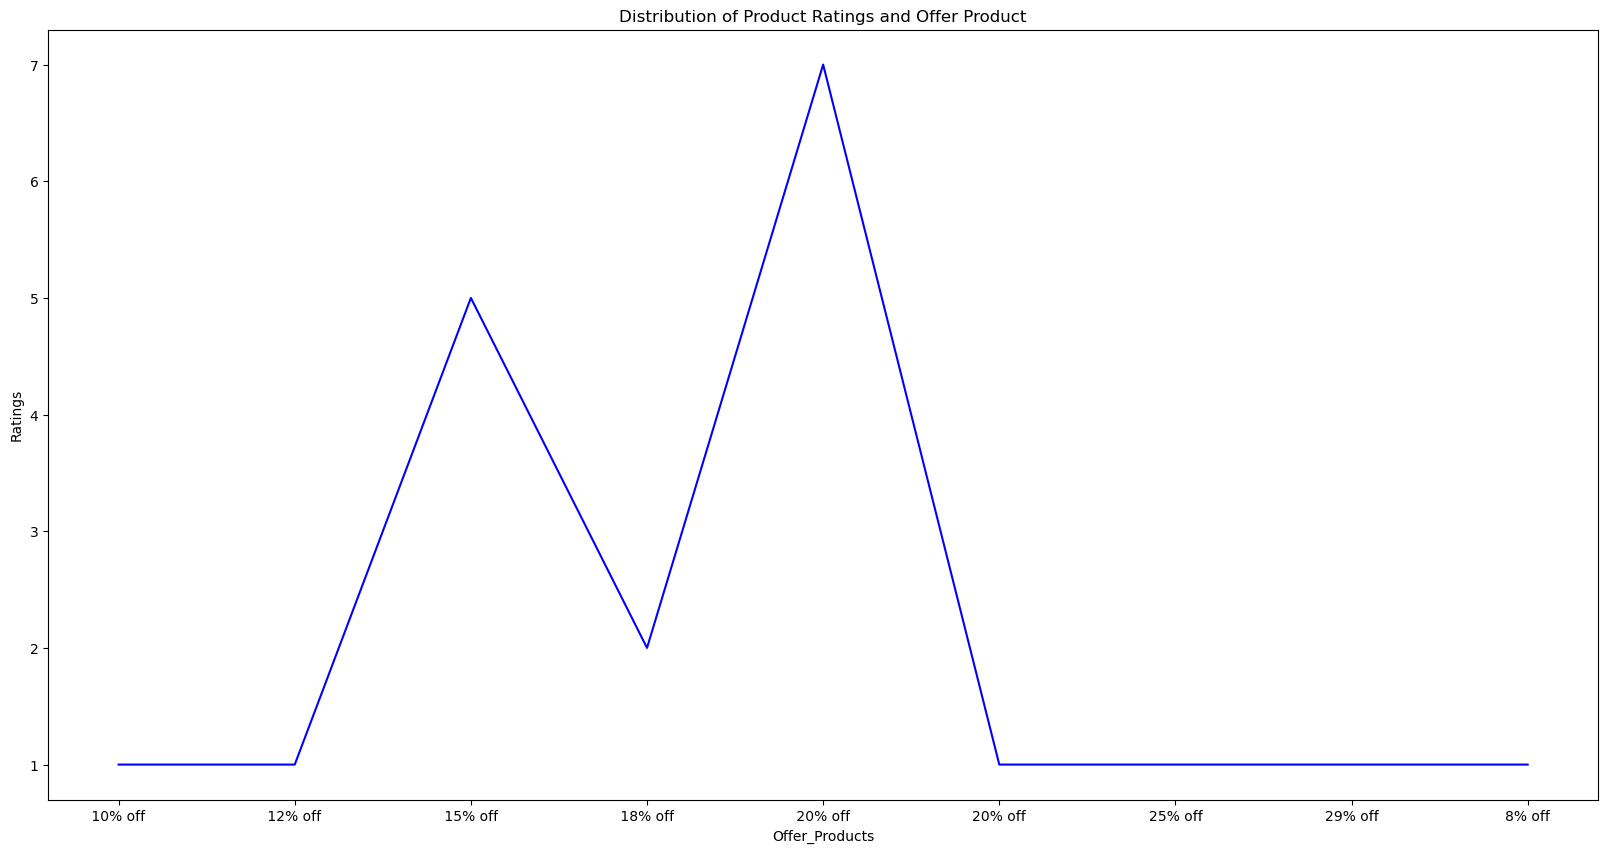 Distribution of Product Ratings and Offer Product
7
6
5
4
3
2
1
Ratings
10% off 12% off 15% off 18% off 20% off 20% off 25% off 29% off 8% off
Offer_Products